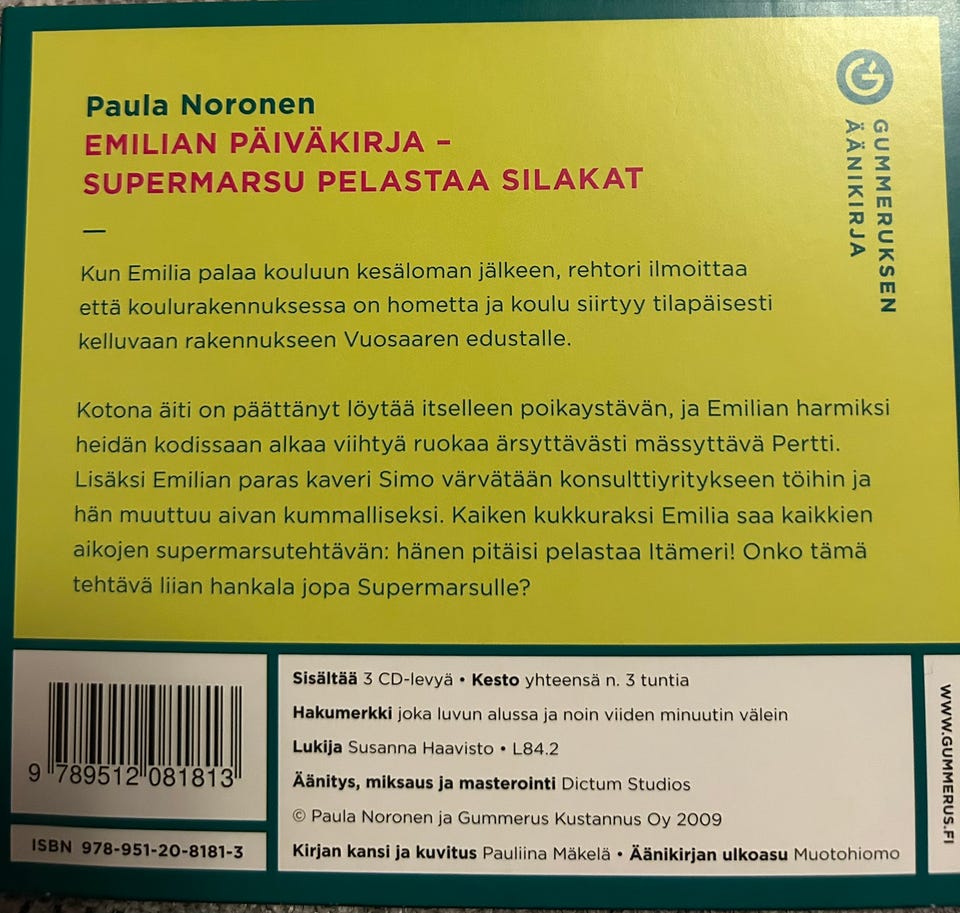 Paula Noronen
EMILIAN PÄIVÄKIRJA –
SUPERMARSU PELASTAA SILAKAT
—
Kun Emilia palaa kouluun kesäloman jälkeen, rehtori ilmoittaa
että koulurakennuksessa on hometta ja koulu siirtyy tilapäisesti
kelluvaan rakennukseen Vuosaaren edustalle.
Kotona äiti on päättänyt löytää itselleen poikaystävän, ja Emilian harmiksi
heidän kodissaan alkaa viihtyä ruokaa ärsyttävästi mässyttävä Pertti.
Lisäksi Emilian paras kaveri Simo värvätään konsulttiyritykseen töihin ja
hän muuttuu aivan kummalliseksi. Kaiken kukkuraksi Emilia saa kaikkien
aikojen supermarsutehtävän: hänen pitäisi pelastaa Itämeri! Onko tämä
tehtävä liian hankala jopa Supermarsulle?
G
GUMMERUKSEN
ÄÄNIKIRJA
9 789512 081813
ISBN 978-951-20-8181-3
Sisältää 3 CD-levyä • Kesto yhteensä n. 3 tuntia
Hakumerkki joka luvun alussa ja noin viiden minuutin välein
Lukija Susanna Haavisto • L84.2
Äänitys, miksaus ja masterointi Dictum Studios
© Paula Noronen ja Gummerus Kustannus Oy 2009
Kirjan kansi ja kuvitus Pauliina Mäkelä • Äänikirjan ulkoasu Muotohiomo
WWW.GUMMERUS.FI